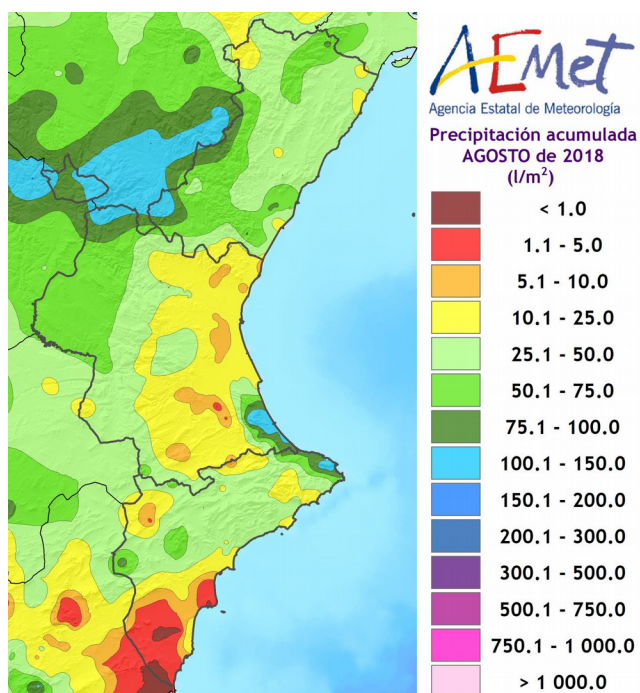 AEMet
Agencia Estatal de Meteorología
Precipitación acumulada
AGOSTO de 2018
(l/m²)
< 1.0
1.1 - 5.0
5.1 - 10.0
10.1 - 25.0
25.1 - 50.0
50.1 - 75.0
75.1 - 100.0
100.1 - 150.0
150.1 - 200.0
200.1 - 300.0
300.1 - 500.0
500.1 - 750.0
750.1 - 1 000.0
> 1 000.0